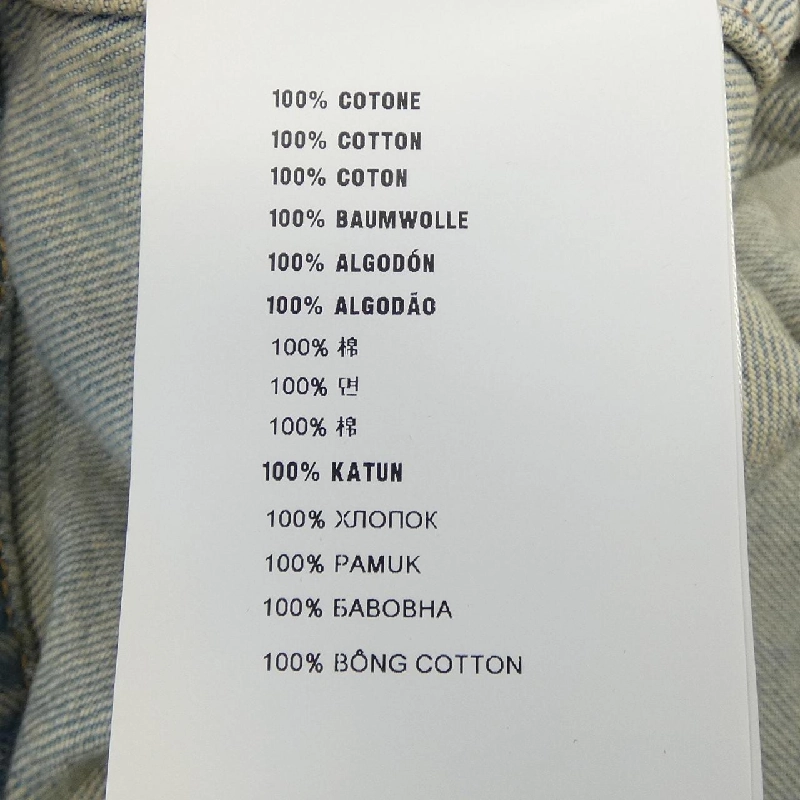 100% COTONE
100% COTTON
100% COTON
100% BAUMWOLLE
100% ALGODÓN
100% ALGODÃO
100% 棉
100% 면
100% 棉
100% KATUN
100% ХЛОПОК
100% PAMUK
100% БАВОВНА
100% BÔNG COTTON